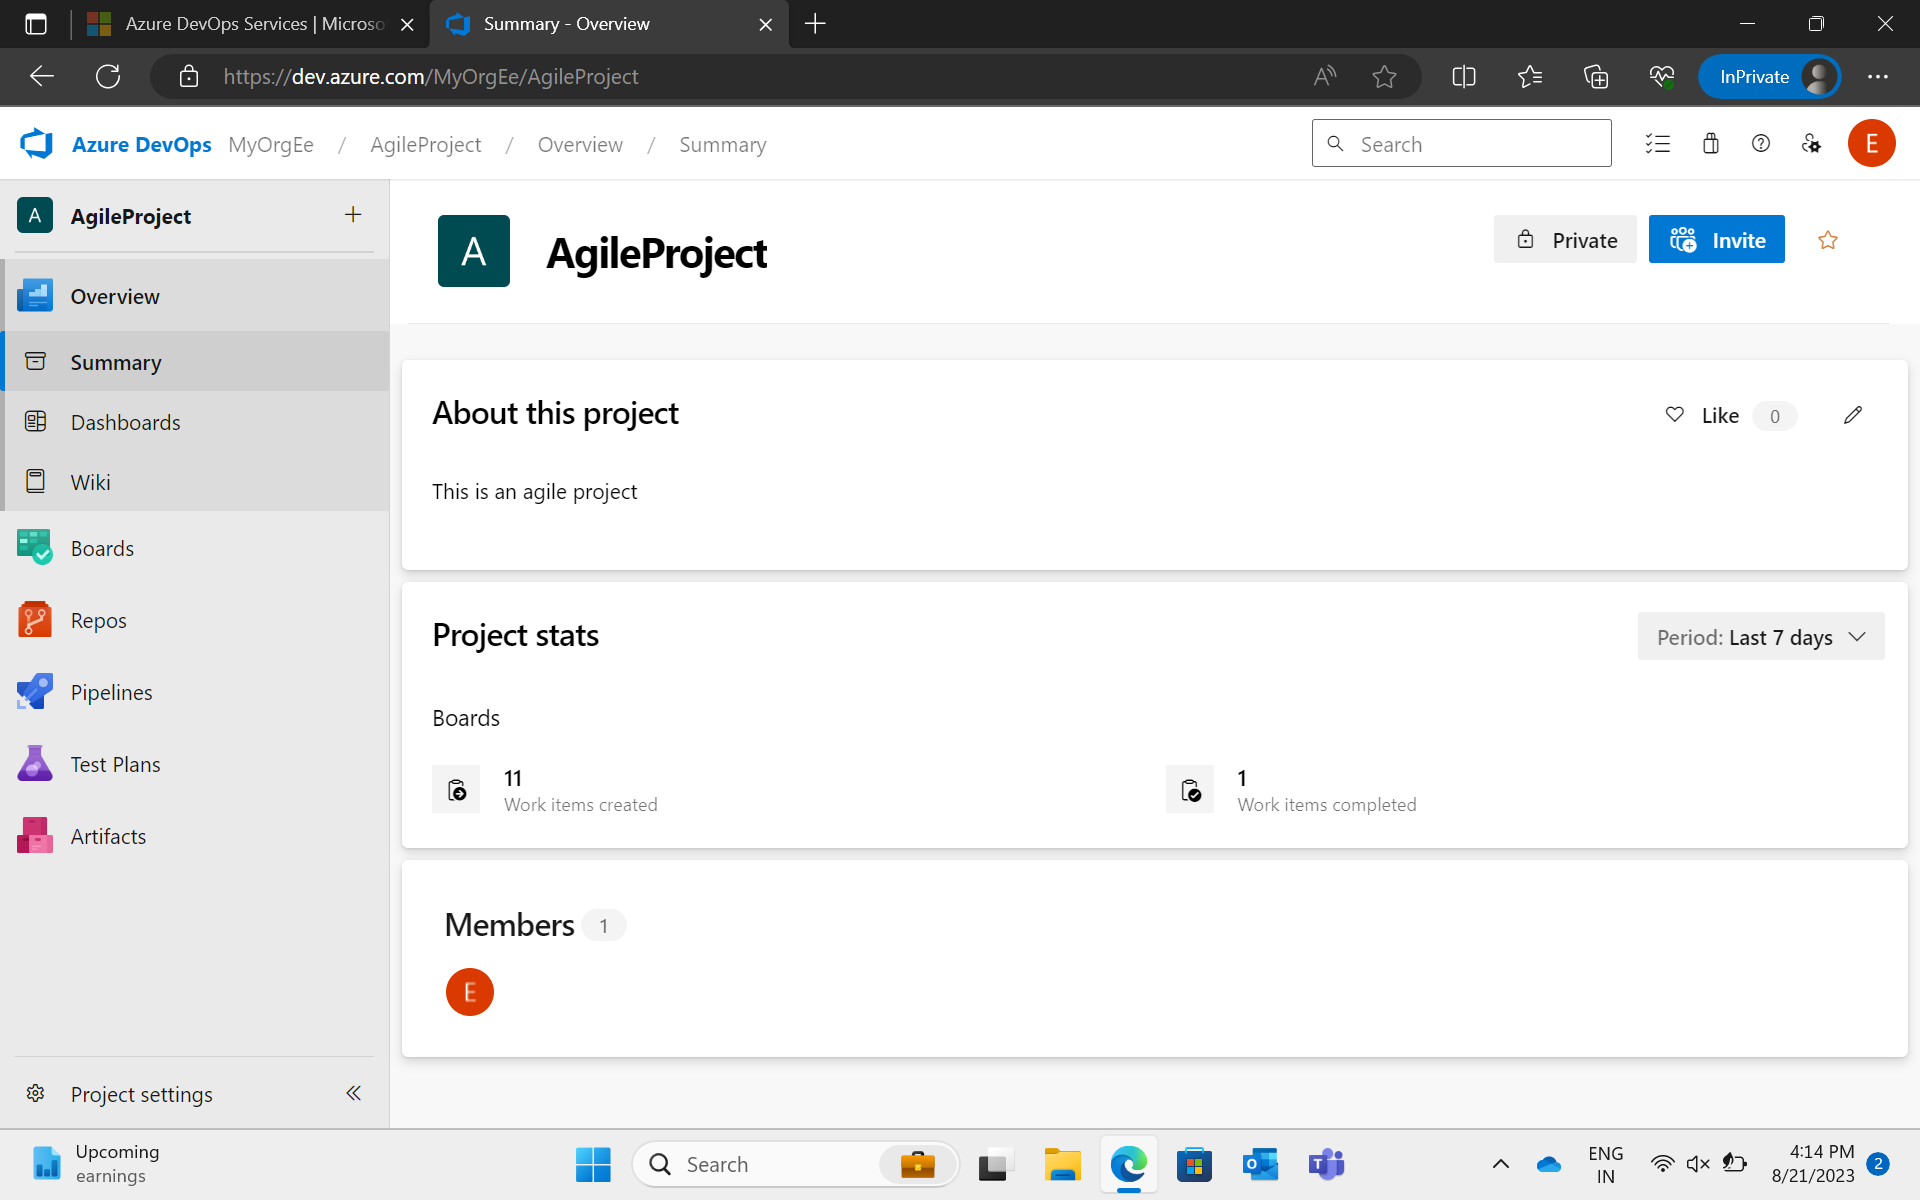 Azure DevOps Services | Microso
Summary - Overview
https://dev.azure.com/MyOrgEe/AgileProject
InPrivate
Azure DevOps MyOrgEe / AgileProject / Overview / Summary
Search
E
A AgileProject
Overview
Summary
Dashboards
Wiki
Boards
Repos
Pipelines
Test Plans
Artifacts
Project settings
A AgileProject
Private
Invite
About this project
Like 0
This is an agile project
Project stats
Period: Last 7 days
Boards
11
Work items created
1
Work items completed
Members 1
E
Upcoming
earnings
Search
ENG
IN
4:14 PM
8/21/2023
2